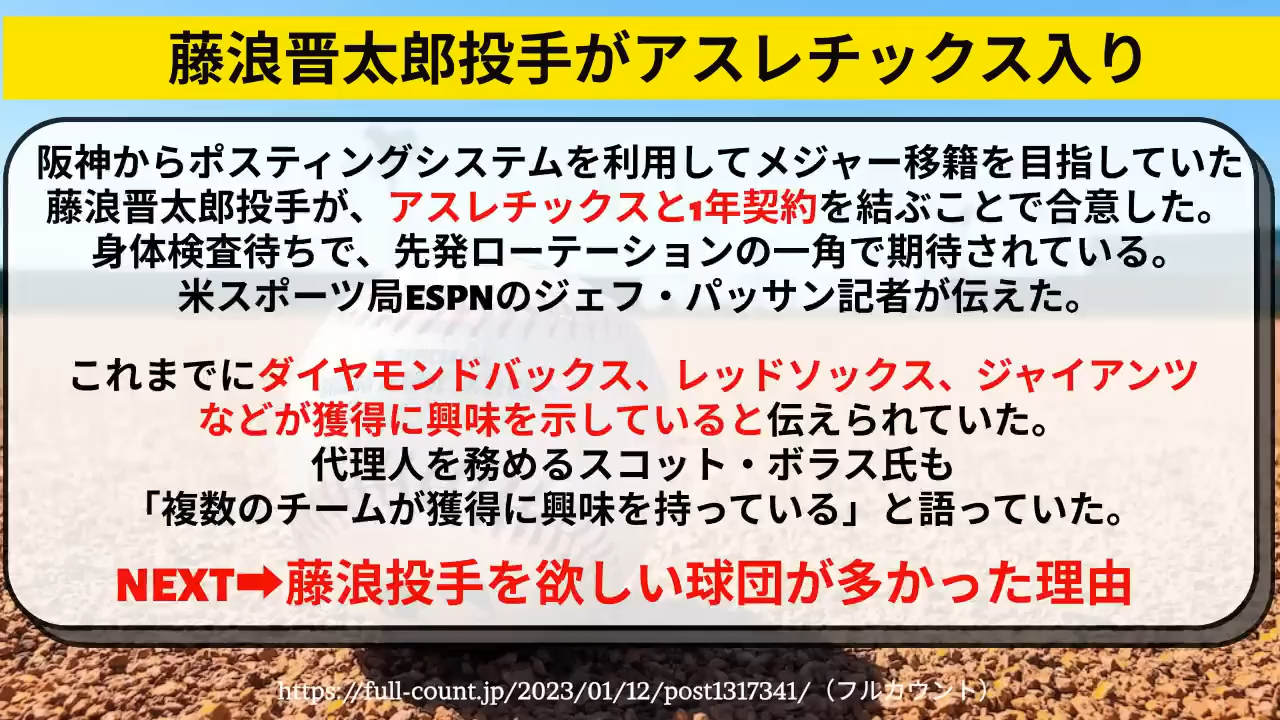 藤浪晋太郎投手がアスレチックス入り
阪神からポスティングシステムを利用してメジャー移籍を目指していた
藤浪晋太郎投手が、アスレチックスと1年契約を結ぶことで合意した。
身体検査待ちで、先発ローテーションの一角で期待されている。
米スポーツ局ESPNのジェフ・パッサン記者が伝えた。
これまでにダイヤモンドバックス、レッドソックス、ジャイアンツ
などが獲得に興味を示していると伝えられていた。
代理人を務めるスコット・ボラス氏も
「複数のチームが獲得に興味を持っている」と語っていた。
NEXT➡藤浪投手を欲しい球団が多かった理由
https://full-count.jp/2023/01/12/post1317341/（フルカウント）